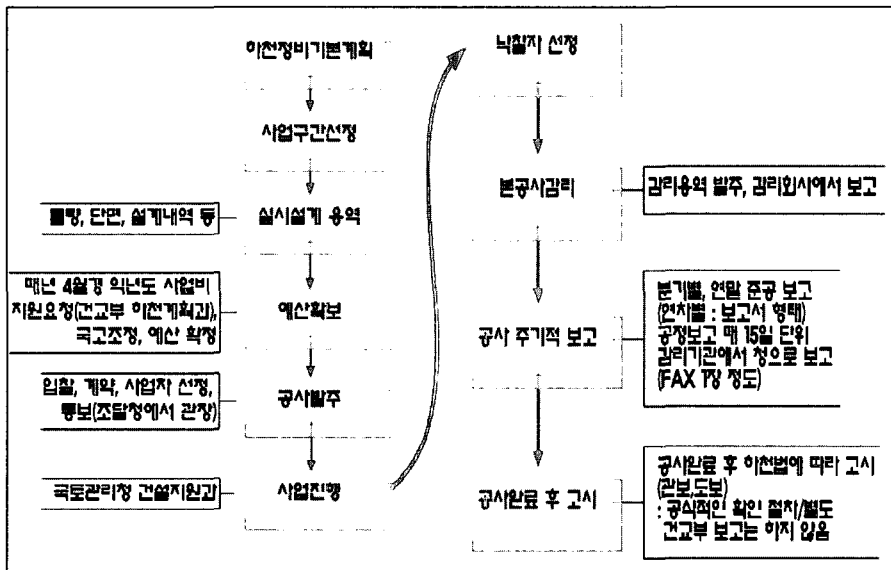 하천정비기본계획
사업구간선정
실시설계 용역
물량, 단면, 설계내역 등
예산확보
매년 4월경 익년도 사업비
지원요청(건교부 하천계획과),
국고조정, 예산 확정
공사발주
입찰, 계약, 사업자 선정,
통보(조달청에서 관장)
사업진행
국토관리청 건설지원과
낙찰자 선정
본공사감리
감리용역 발주, 감리회사에서 보고
공사 주기적 보고
분기별, 연말 준공 보고
(연차별 : 보고서 형태)
공정보고 매 15일 단위
감리기관에서 청으로 보고
(FAX 1장 정도)
공사완료 후 고시
공사완료 후 하천법에 따라 고시
(관보,도보)
: 공식적인 확인 절차/별도
건교부 보고는 하지 않음